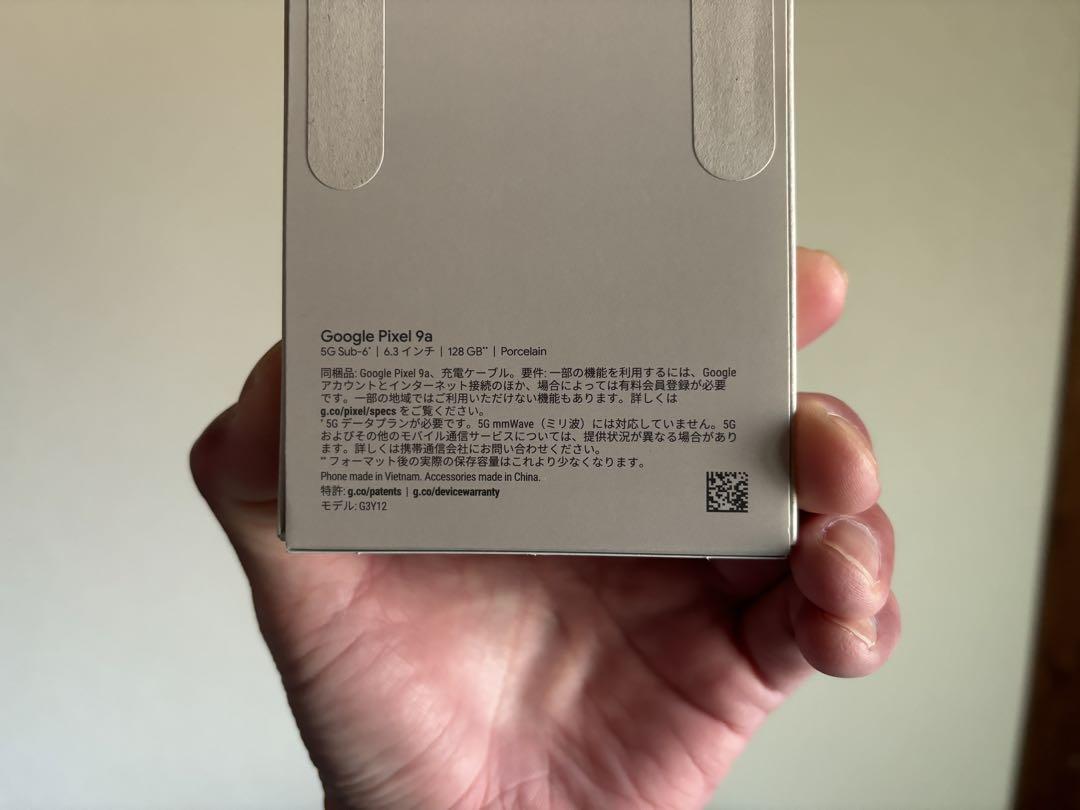 Google Pixel 9a
5G Sub-6* | 6.3 インチ | 128 GB** | Porcelain
同梱品: Google Pixel 9a、充電ケーブル。要件: 一部の機能を利用するには、Google
アカウントとインターネット接続のほか、場合によっては有料会員登録が必要
です。一部の地域ではご利用いただけない機能もあります。詳しくは
g.co/pixel/specs をご覧ください。
*5G データプランが必要です。5G mmWave（ミリ波）には対応していません。5G
およびその他のモバイル通信サービスについては、提供状況が異なる場合があり
ます。詳しくは携帯通信会社にお問い合わせください。
**フォーマット後の実際の保存容量はこれより少なくなります。
Phone made in Vietnam. Accessories made in China.
特許: g.co/patents | g.co/devicewarranty
モデル: G3Y12